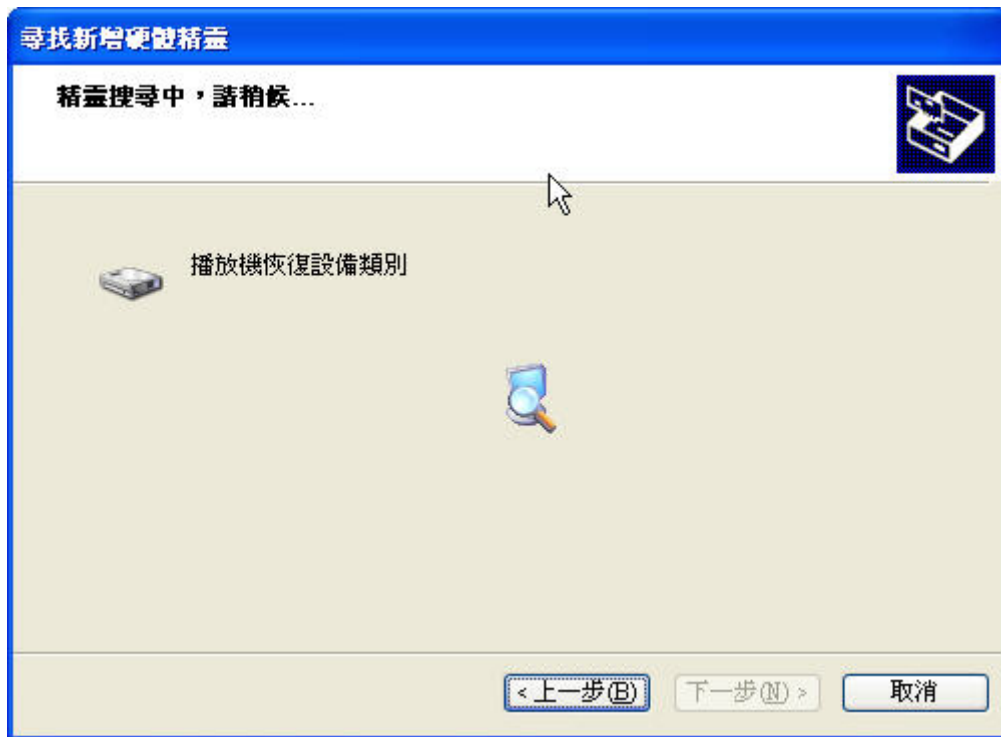 尋找新增硬體精靈
精靈搜尋中，請稍候...
播放機恢復設備類別
< 上一步(B)
下一步(N) >
取消